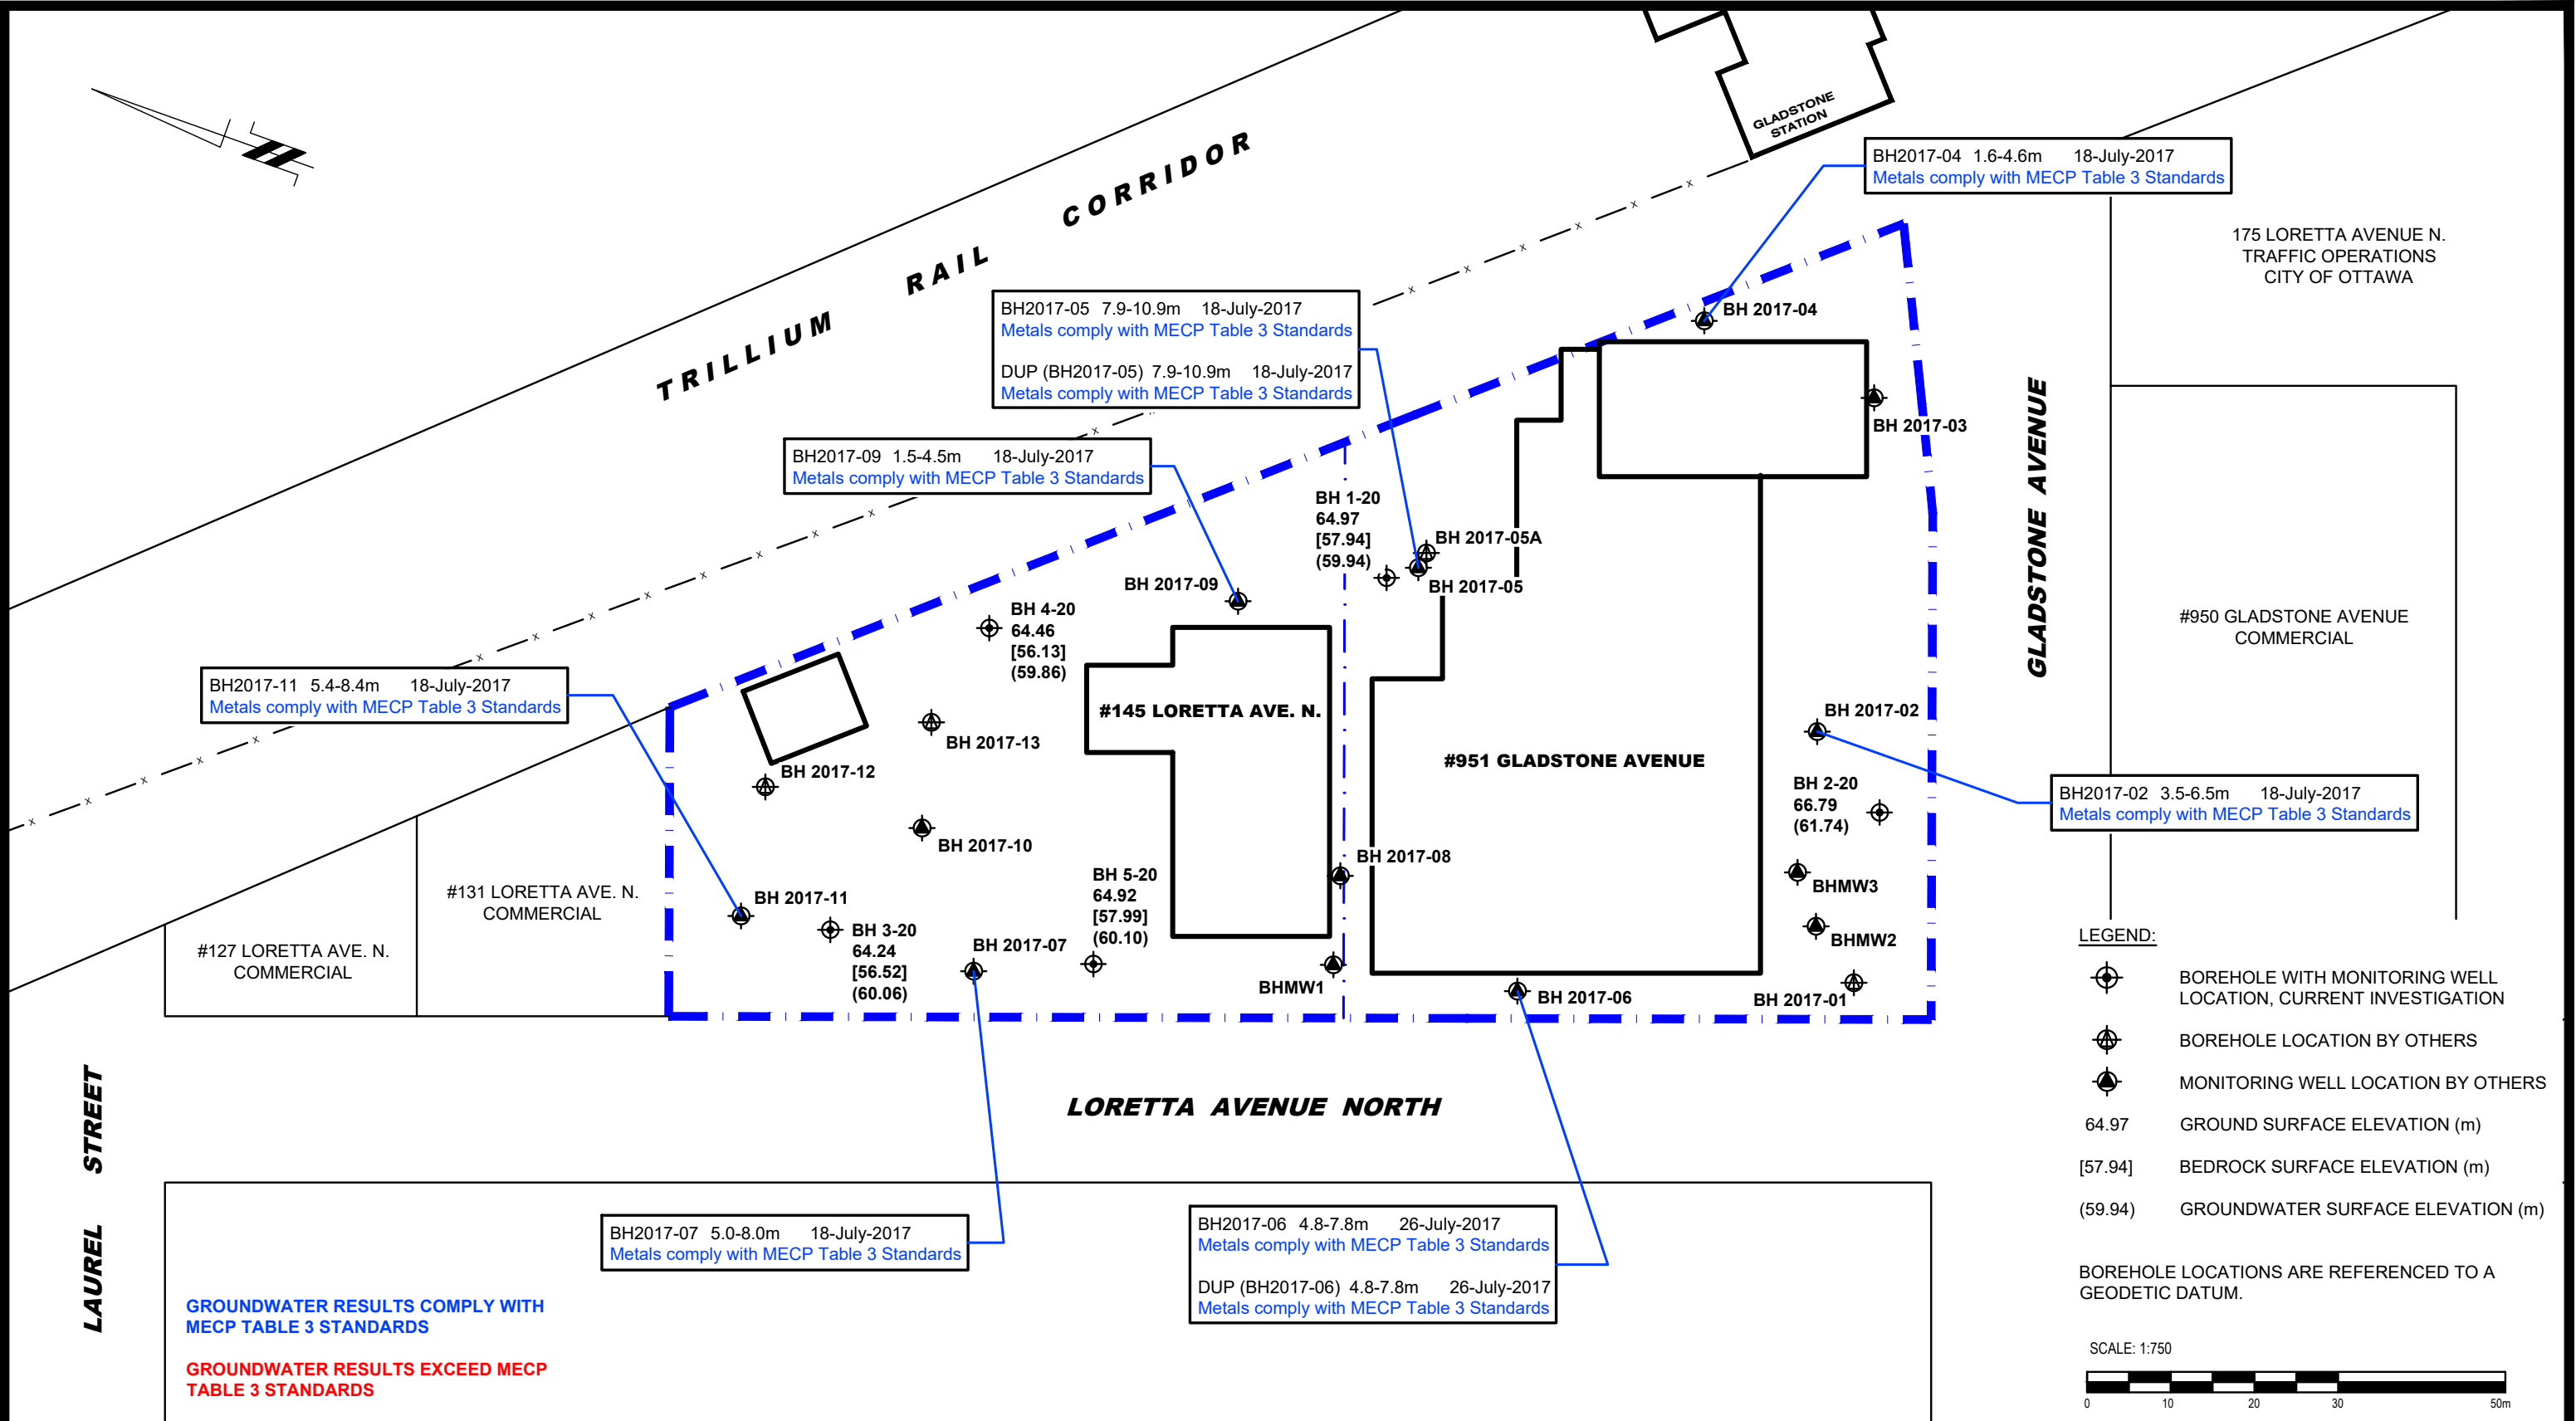 GLADSTONE
STATION
TRILLIUM RAIL CORRIDOR
BH2017-04 1.6-4.6m 18-July-2017
Metals comply with MECP Table 3 Standards
175 LORETTA AVENUE N.
TRAFFIC OPERATIONS
CITY OF OTTAWA
BH2017-05 7.9-10.9m 18-July-2017
Metals comply with MECP Table 3 Standards
DUP (BH2017-05) 7.9-10.9m 18-July-2017
Metals comply with MECP Table 3 Standards
BH 2017-04
BH 2017-03
GLADSTONE AVENUE
BH2017-09 1.5-4.5m 18-July-2017
Metals comply with MECP Table 3 Standards
BH 1-20
64.97
[57.94]
(59.94)
BH 2017-05A
BH 2017-05
BH 2017-09
BH 4-20
64.46
[56.13]
(59.86)
#950 GLADSTONE AVENUE
COMMERCIAL
BH2017-11 5.4-8.4m 18-July-2017
Metals comply with MECP Table 3 Standards
#145 LORETTA AVE. N.
BH 2017-13
BH 2017-12
#951 GLADSTONE AVENUE
BH 2017-02
BH 2-20
66.79
(61.74)
BH2017-02 3.5-6.5m 18-July-2017
Metals comply with MECP Table 3 Standards
BH 2017-10
BH 2017-08
BH 5-20
64.92
[57.99]
(60.10)
BHMW3
#131 LORETTA AVE. N.
COMMERCIAL
BH 2017-11
BH 3-20
64.24
[56.52]
(60.06)
BH 2017-07
BHMW2
#127 LORETTA AVE. N.
COMMERCIAL
BHMW1
BH 2017-06
BH 2017-01
LEGEND:
BOREHOLE WITH MONITORING WELL
LOCATION, CURRENT INVESTIGATION
BOREHOLE LOCATION BY OTHERS
MONITORING WELL LOCATION BY OTHERS
64.97 GROUND SURFACE ELEVATION (m)
[57.94] BEDROCK SURFACE ELEVATION (m)
(59.94) GROUNDWATER SURFACE ELEVATION (m)
BOREHOLE LOCATIONS ARE REFERENCED TO A
GEODETIC DATUM.
SCALE: 1:750
0 10 20 30 50m
LORETTA AVENUE NORTH
LAUREL STREET
BH2017-07 5.0-8.0m 18-July-2017
Metals comply with MECP Table 3 Standards
BH2017-06 4.8-7.8m 26-July-2017
Metals comply with MECP Table 3 Standards
DUP (BH2017-06) 4.8-7.8m 26-July-2017
Metals comply with MECP Table 3 Standards
GROUNDWATER RESULTS COMPLY WITH
MECP TABLE 3 STANDARDS
GROUNDWATER RESULTS EXCEED MECP
TABLE 3 STANDARDS